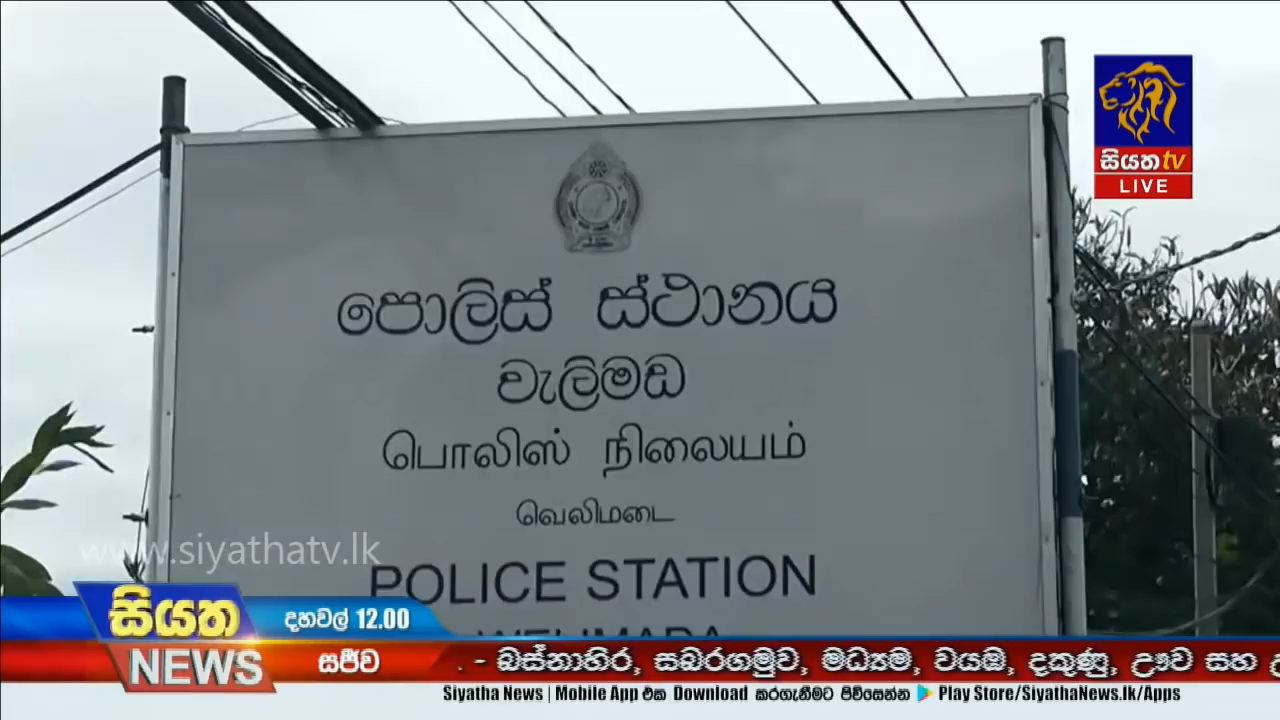 සියත tv
LIVE
පොලිස් ස්ථානය
වැලිමඩ
பொலிஸ் நிலையம்
வெலிமடை
POLICE STATION
WELIMADA
www.siyathatv.lk
සියත
NEWS
දහවල් 12.00
සජීව
. - බස්නාහිර, සබරගමුව, මධ්‍යම, වයඹ, දකුණු, ඌව සහ
Siyatha News | Mobile App එක Download කරගැනීමට පිවිසෙන්න Play Store/SiyathaNews.lk/Apps